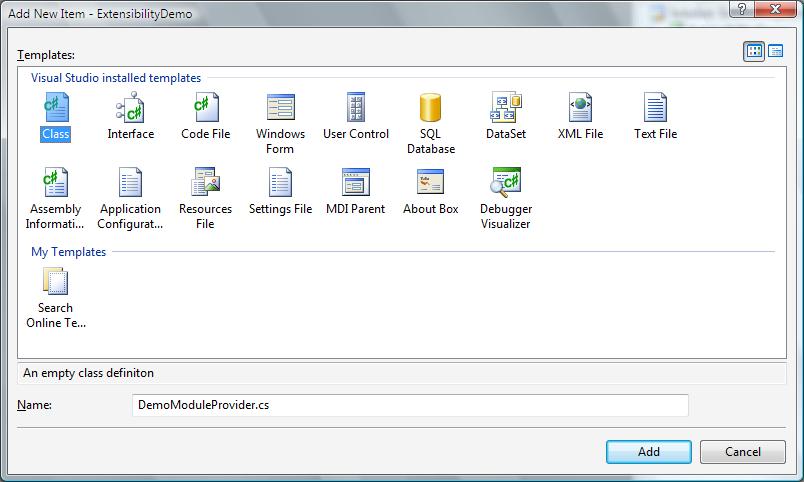 Add New Item - ExtensibilityDemo
Templates:
Visual Studio installed templates
Class Interface Code File Windows User Control SQL DataSet XML File Text File
Form Database
Assembly Application Resources Settings File MDI Parent About Box Debugger
Informati... Configurat... File Visualizer
My Templates
Search
Online Te...
An empty class definiton
Name: DemoModuleProvider.cs
Add Cancel